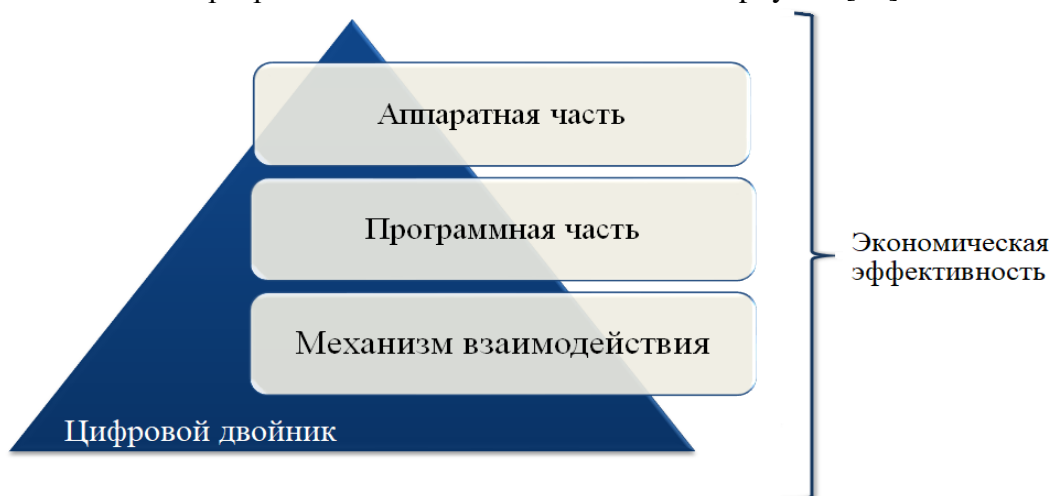 Аппаратная часть
Программная часть
Механизм взаимодействия
Цифровой двойник
Экономическая
эффективность